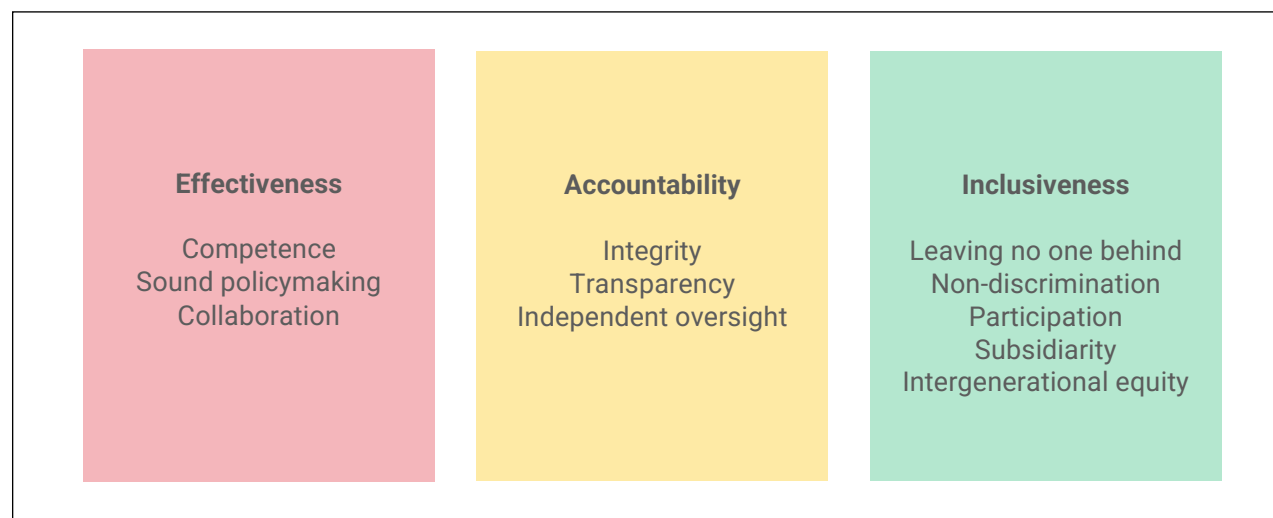 Effectiveness
Competence
Sound policymaking
Collaboration
Accountability
Integrity
Transparency
Independent oversight
Inclusiveness
Leaving no one behind
Non-discrimination
Participation
Subsidiarity
Intergenerational equity